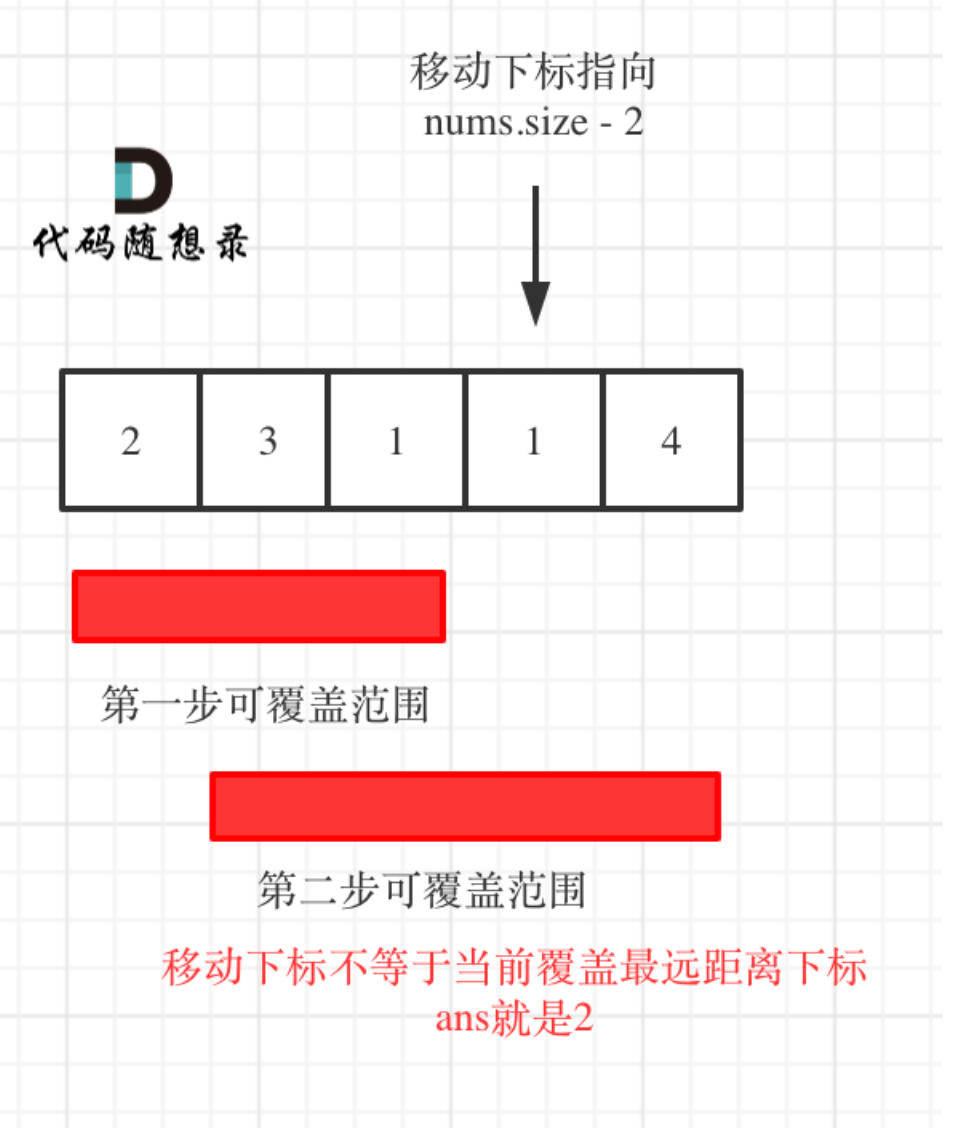 移动下标指向
nums.size - 2
代码随想录
2 3 1 1 4
第一步可覆盖范围
第二步可覆盖范围
移动下标不等于当前覆盖最远距离下标
ans就是2